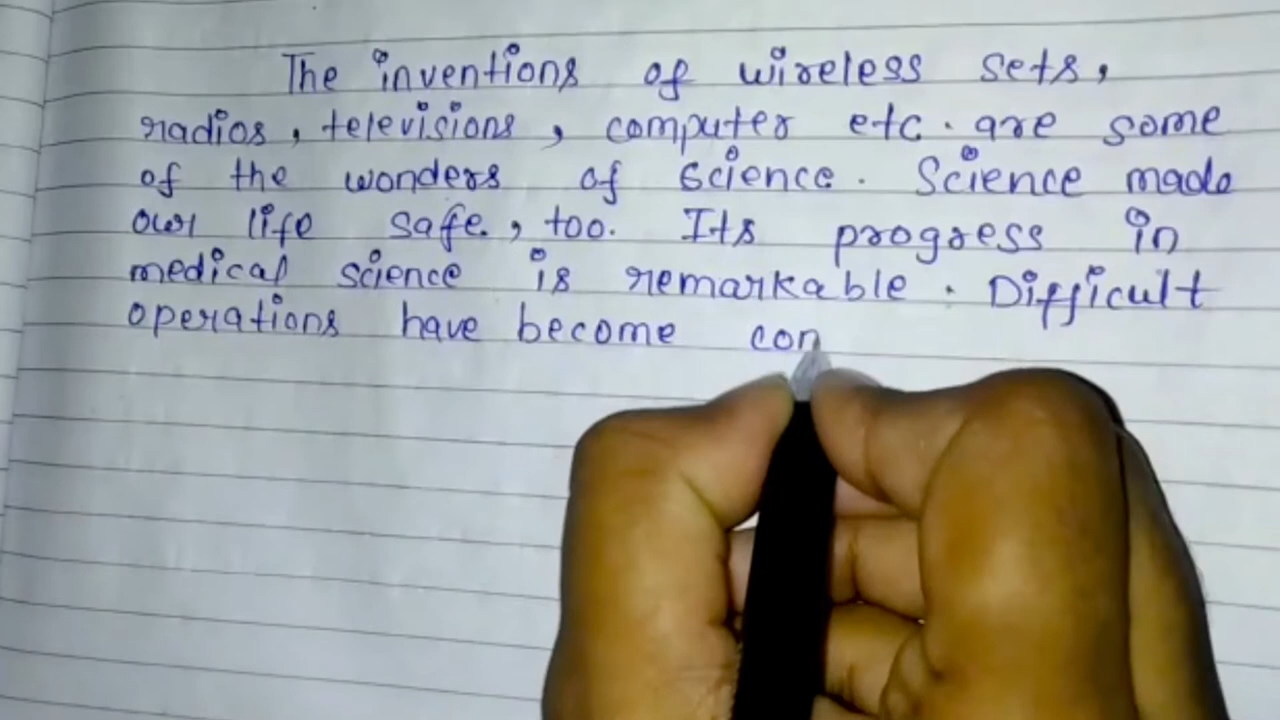 The inventions of wireless sets,
radios, televisions, computer etc. are some
of the wonders of science. Science made
our life safe, too. Its progress in
medical science is remarkable. Difficult
operations have become con